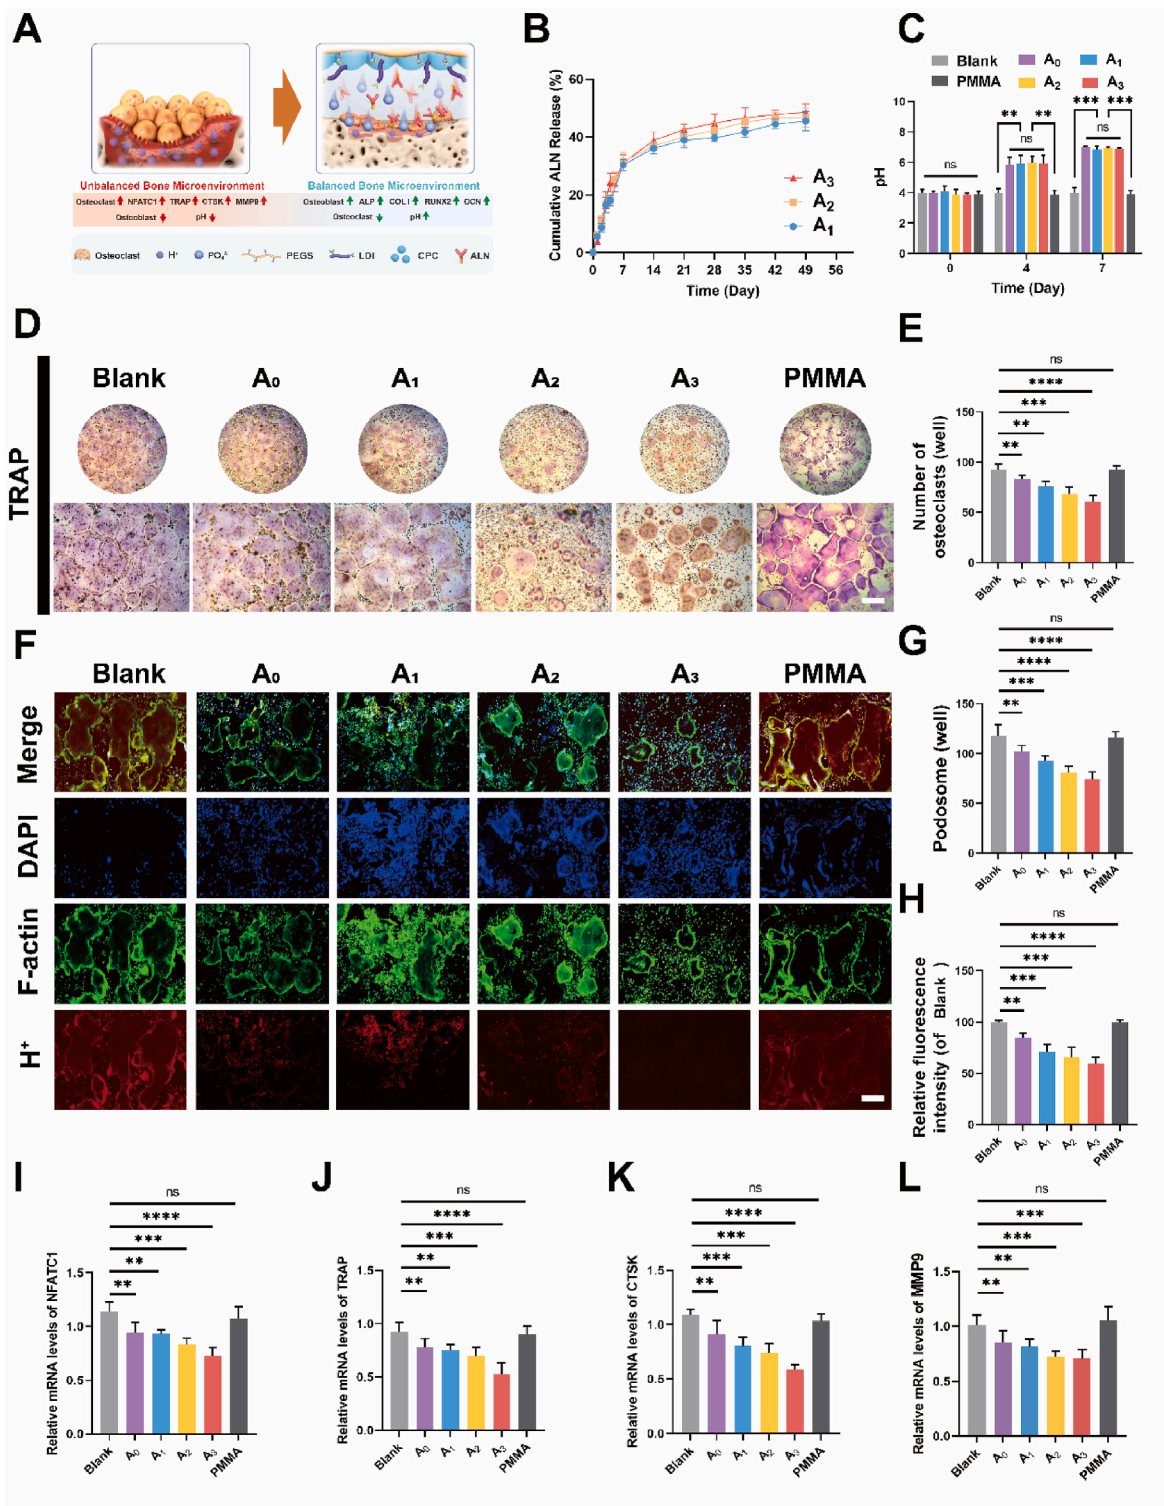 A
Unbalanced Bone Microenvironment
Osteoclast NFATC1 TRAP CTSK MMP9
Osteoblast pH
Balanced Bone Microenvironment
Osteoblast ALP COL I RUNX2 OCN
Osteoclast pH
Osteoclast H⁺ PEGS LDI CPC ALN
B
Cumulative ALN Release (%)
60
40
20
0
0 7 14 21 28 35 42 49 56
Time (Day)
A₃
A₂
A₁
C
Blank A₀ A₁
PMMA A₂ A₃
pH
10
8
6
4
2
0
ns
** **
ns
*** ***
ns
0 4 7
Time (Day)
D
TRAP
Blank A₀ A₁ A₂ A₃ PMMA
E
ns
****
***
**
**
Number of
osteoclasts (well)
150
100
50
0
Blank A₀ A₁ A₂ A₃ PMMA
F
Blank A₀ A₁ A₂ A₃ PMMA
Merge
DAPI
F-actin
H⁺
G
ns
****
****
***
**
Podosome (well)
150
100
50
0
Blank A₀ A₁ A₂ A₃ PMMA
H
ns
****
***
***
**
Relative fluorescence
intensity (of Blank )
150
100
50
0
Blank A₀ A₁ A₂ A₃ PMMA
I
ns
****
***
**
**
Relative mRNA levels of NFATC1
1.5
1.0
0.5
0.0
Blank A₀ A₁ A₂ A₃ PMMA
J
ns
****
***
**
**
Relative mRNA levels of TRAP
1.5
1.0
0.5
0.0
Blank A₀ A₁ A₂ A₃ PMMA
K
ns
****
***
***
**
Relative mRNA levels of CTSK
1.5
1.0
0.5
0.0
Blank A₀ A₁ A₂ A₃ PMMA
L
ns
***
***
**
**
Relative mRNA levels of MMP9
1.5
1.0
0.5
0.0
Blank A₀ A₁ A₂ A₃ PMMA